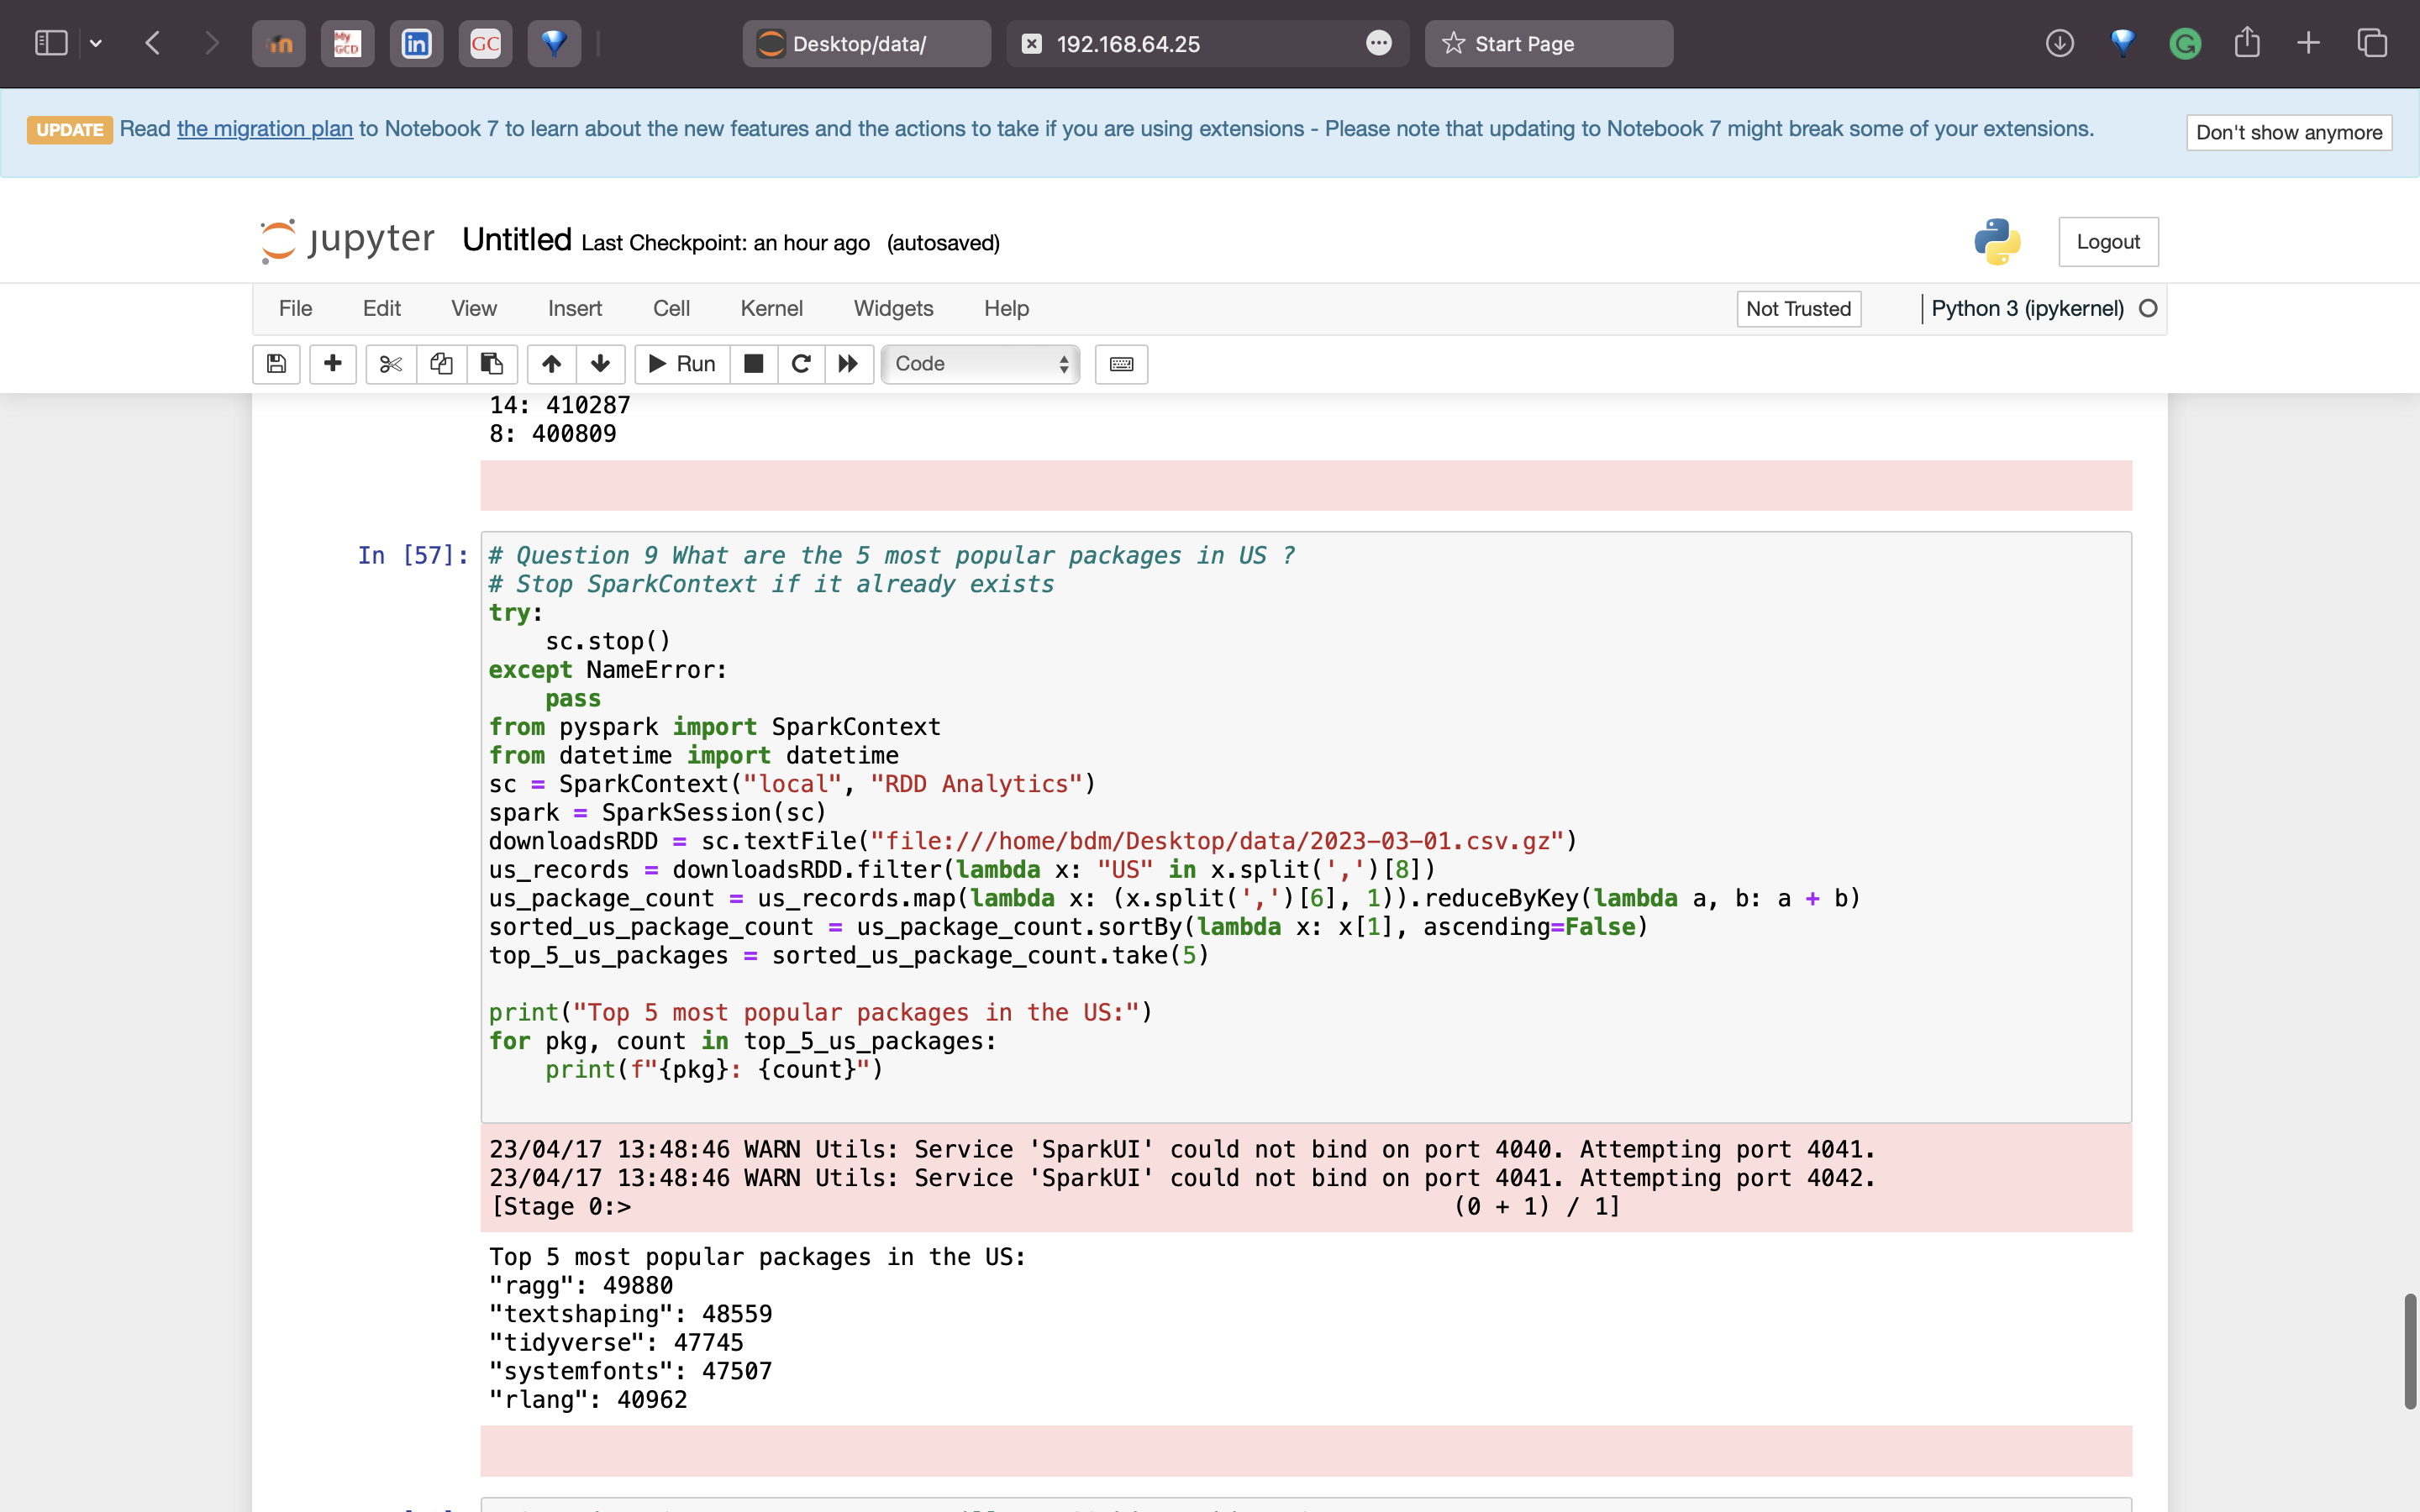 My
GCD
in
GC
Desktop/data/
192.168.64.25
Start Page
G
UPDATE Read the migration plan to Notebook 7 to learn about the new features and the actions to take if you are using extensions - Please note that updating to Notebook 7 might break some of your extensions.
Don't show anymore
jupyter Untitled Last Checkpoint: an hour ago (autosaved)
Logout
File Edit View Insert Cell Kernel Widgets Help
Not Trusted
Python 3 (ipykernel)
Run
Code
14: 410287
8: 400809
In [57]:
# Question 9 What are the 5 most popular packages in US ?
# Stop SparkContext if it already exists
try:
    sc.stop()
except NameError:
    pass
from pyspark import SparkContext
from datetime import datetime
sc = SparkContext("local", "RDD Analytics")
spark = SparkSession(sc)
downloadsRDD = sc.textFile("file:///home/bdm/Desktop/data/2023-03-01.csv.gz")
us_records = downloadsRDD.filter(lambda x: "US" in x.split(',')[8])
us_package_count = us_records.map(lambda x: (x.split(',')[6], 1)).reduceByKey(lambda a, b: a + b)
sorted_us_package_count = us_package_count.sortBy(lambda x: x[1], ascending=False)
top_5_us_packages = sorted_us_package_count.take(5)
print("Top 5 most popular packages in the US:")
for pkg, count in top_5_us_packages:
    print(f"{pkg}: {count}")
23/04/17 13:48:46 WARN Utils: Service 'SparkUI' could not bind on port 4040. Attempting port 4041.
23/04/17 13:48:46 WARN Utils: Service 'SparkUI' could not bind on port 4041. Attempting port 4042.
[Stage 0:> (0 + 1) / 1]
Top 5 most popular packages in the US:
"ragg": 49880
"textshaping": 48559
"tidyverse": 47745
"systemfonts": 47507
"rlang": 40962